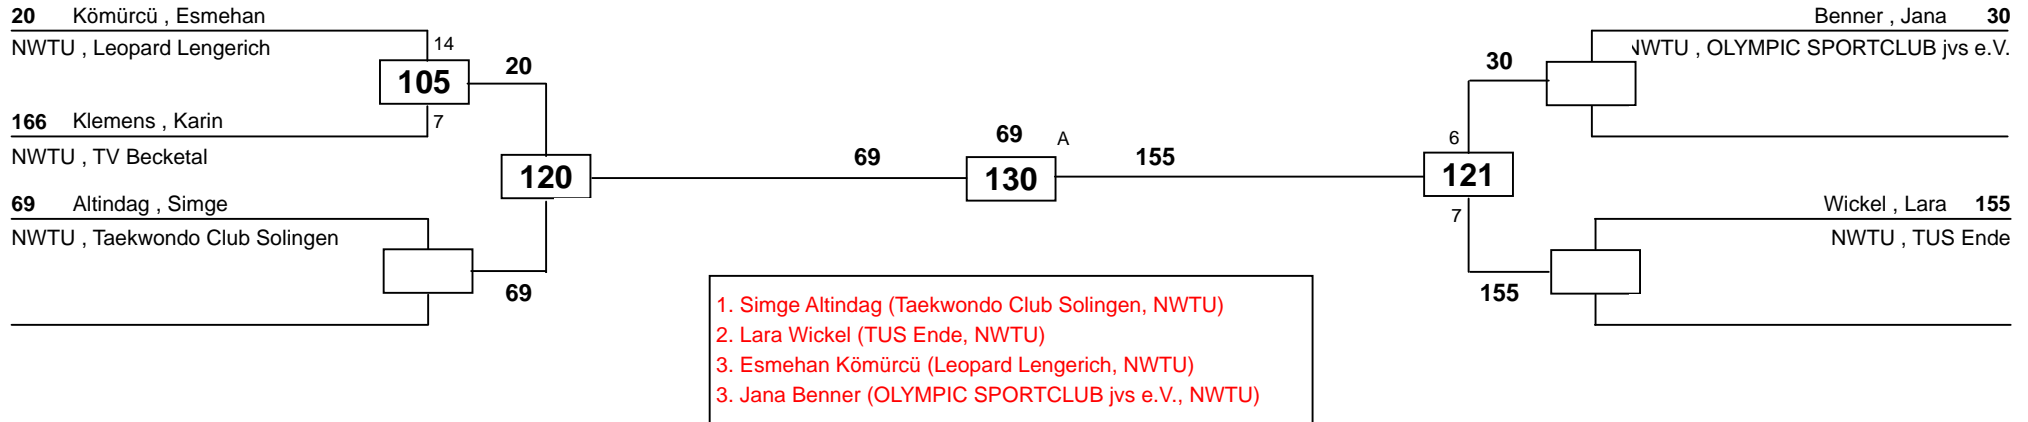 20 Kömürcü , Esmehan
NWTU , Leopard Lengerich
14
105
20
7
166 Klemens , Karin
NWTU , TV Becketal
120
69 Altindag , Simge
NWTU , Taekwondo Club Solingen
69
69
69 A
130
155
Benner , Jana 30
NWTU , OLYMPIC SPORTCLUB jvs e.V.
30
6
121
7
Wickel , Lara 155
NWTU , TUS Ende
155
1. Simge Altindag (Taekwondo Club Solingen, NWTU)
2. Lara Wickel (TUS Ende, NWTU)
3. Esmehan Kömürcü (Leopard Lengerich, NWTU)
3. Jana Benner (OLYMPIC SPORTCLUB jvs e.V., NWTU)